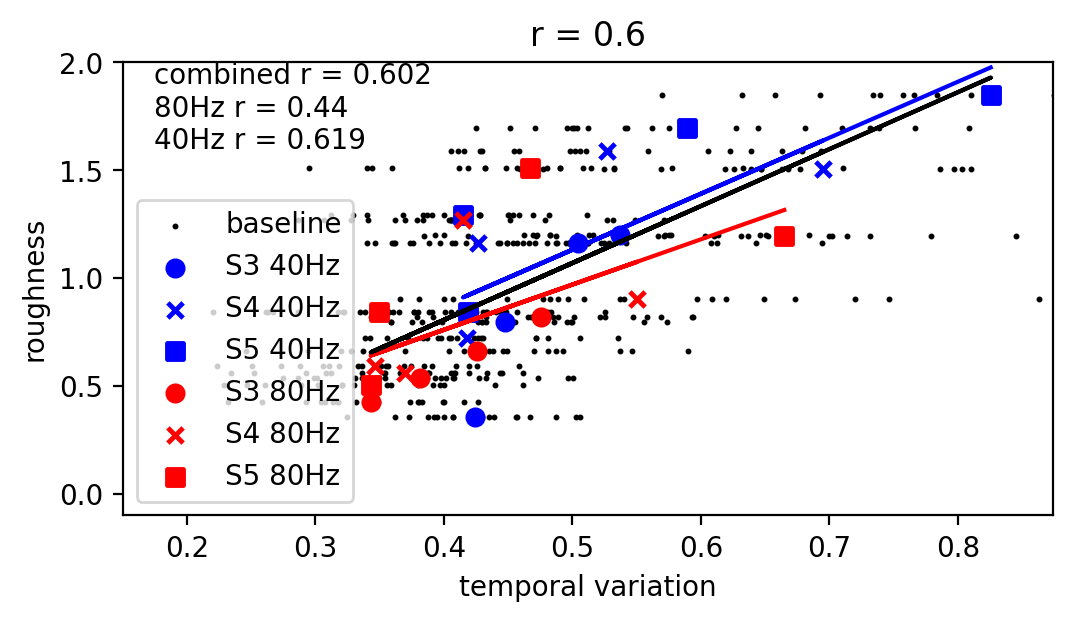 r = 0.6
combined r = 0.602
80Hz r = 0.44
40Hz r = 0.619
baseline
S3 40Hz
S4 40Hz
S5 40Hz
S3 80Hz
S4 80Hz
S5 80Hz
roughness
2.0
1.5
1.0
0.5
0.0
0.2 0.3 0.4 0.5 0.6 0.7 0.8
temporal variation